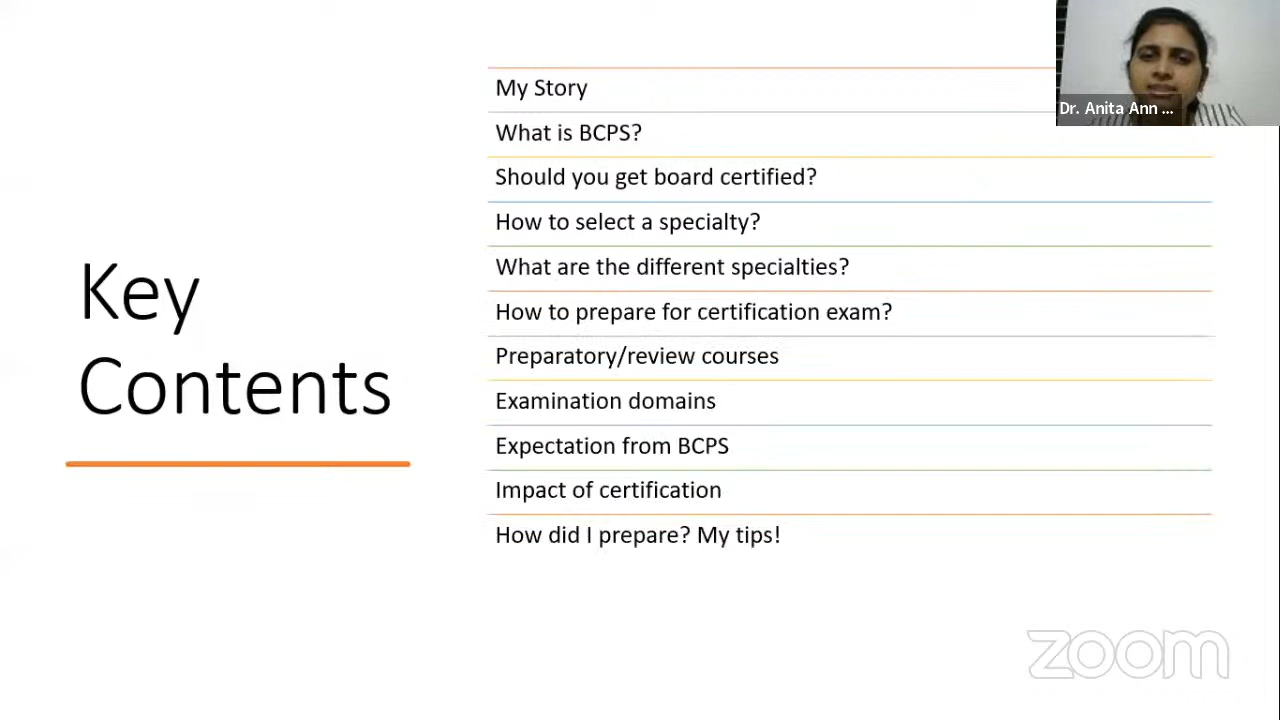 Key
Contents
My Story
What is BCPS?
Should you get board certified?
How to select a specialty?
What are the different specialties?
How to prepare for certification exam?
Preparatory/review courses
Examination domains
Expectation from BCPS
Impact of certification
How did I prepare? My tips!
Dr. Anita Ann ...
zoom